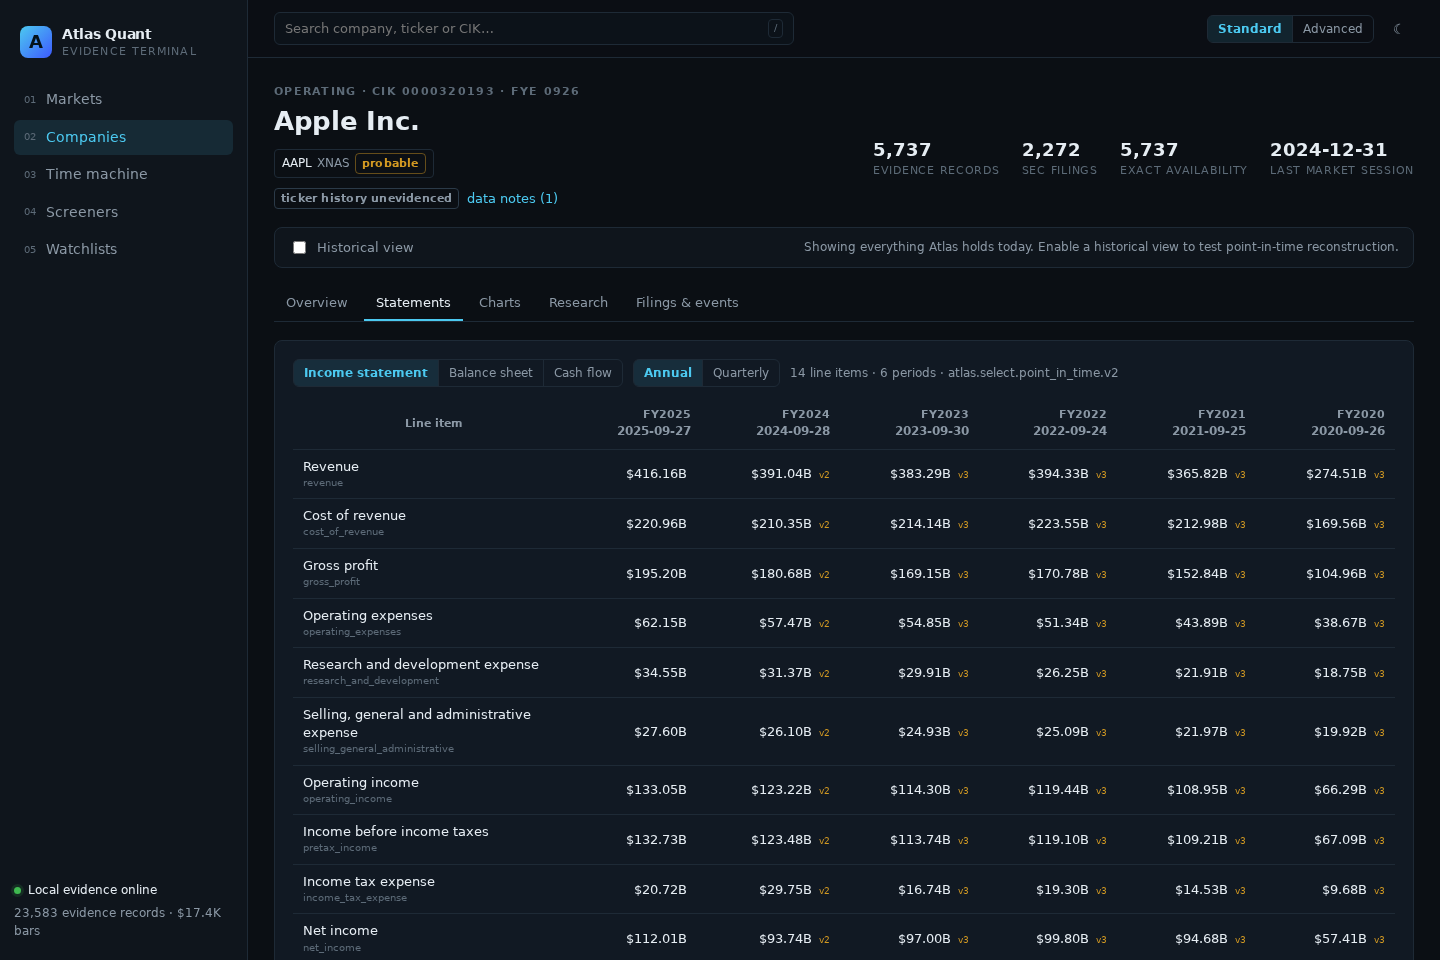 A
Atlas Quant
EVIDENCE TERMINAL
01 Markets
02 Companies
03 Time machine
04 Screeners
05 Watchlists
Local evidence online
23,583 evidence records · $17.4K
bars
Search company, ticker or CIK…
/
Standard Advanced ☾
OPERATING · CIK 0000320193 · FYE 0926
Apple Inc.
AAPL XNAS probable
ticker history unevidenced data notes (1)
5,737 2,272 5,737 2024-12-31
EVIDENCE RECORDS SEC FILINGS EXACT AVAILABILITY LAST MARKET SESSION
Historical view Showing everything Atlas holds today. Enable a historical view to test point-in-time reconstruction.
Overview Statements Charts Research Filings & events
Income statement Balance sheet Cash flow Annual Quarterly 14 line items · 6 periods · atlas.select.point_in_time.v2
Line item
FY2025 FY2024 FY2023 FY2022 FY2021 FY2020
2025-09-27 2024-09-28 2023-09-30 2022-09-24 2021-09-25 2020-09-26
Revenue
revenue
$416.16B $391.04B v2 $383.29B v3 $394.33B v3 $365.82B v3 $274.51B v3
Cost of revenue
cost_of_revenue
$220.96B $210.35B v2 $214.14B v3 $223.55B v3 $212.98B v3 $169.56B v3
Gross profit
gross_profit
$195.20B $180.68B v2 $169.15B v3 $170.78B v3 $152.84B v3 $104.96B v3
Operating expenses
operating_expenses
$62.15B $57.47B v2 $54.85B v3 $51.34B v3 $43.89B v3 $38.67B v3
Research and development expense
research_and_development
$34.55B $31.37B v2 $29.91B v3 $26.25B v3 $21.91B v3 $18.75B v3
Selling, general and administrative
expense
selling_general_administrative
$27.60B $26.10B v2 $24.93B v3 $25.09B v3 $21.97B v3 $19.92B v3
Operating income
operating_income
$133.05B $123.22B v2 $114.30B v3 $119.44B v3 $108.95B v3 $66.29B v3
Income before income taxes
pretax_income
$132.73B $123.48B v2 $113.74B v3 $119.10B v3 $109.21B v3 $67.09B v3
Income tax expense
income_tax_expense
$20.72B $29.75B v2 $16.74B v3 $19.30B v3 $14.53B v3 $9.68B v3
Net income
net_income
$112.01B $93.74B v2 $97.00B v3 $99.80B v3 $94.68B v3 $57.41B v3